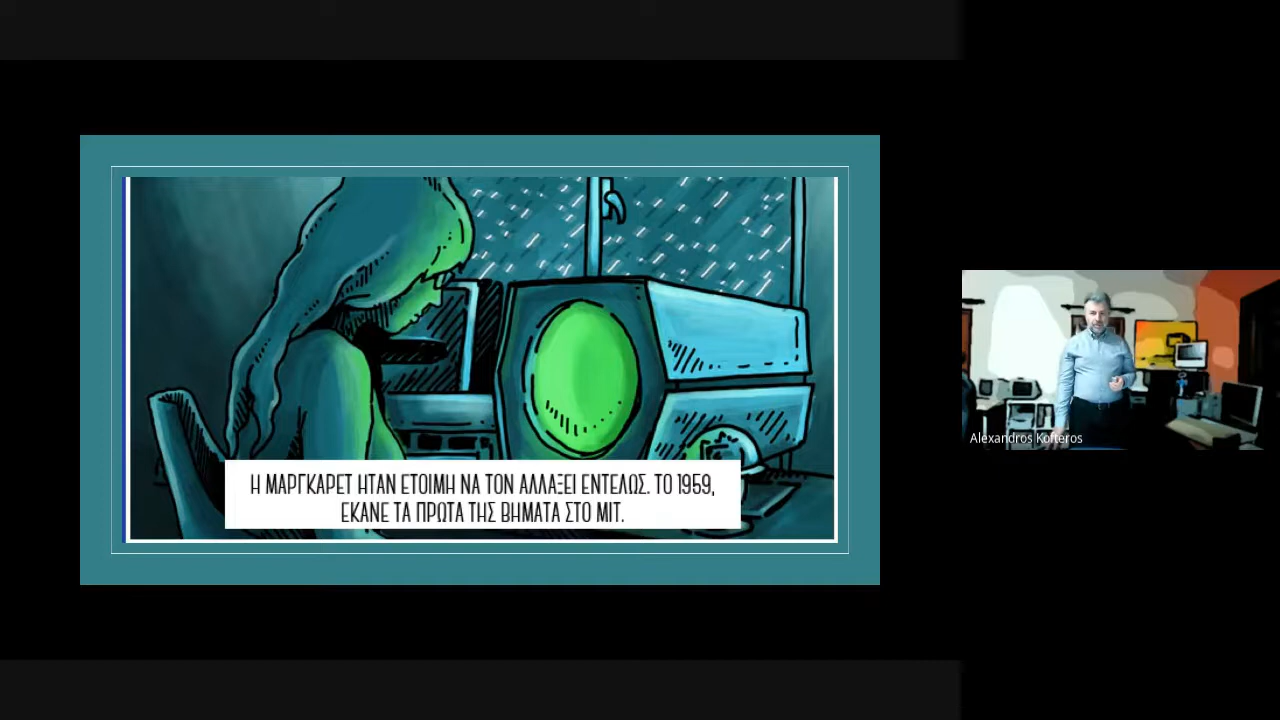 Η ΜΑΡΓΚΑΡΕΤ ΗΤΑΝ ΕΤΟΙΜΗ ΝΑ ΤΟΝ ΑΛΛΑΞΕΙ ΕΝΤΕΛΩΣ. ΤΟ 1959,
ΕΚΑΝΕ ΤΑ ΠΡΩΤΑ ΤΗΣ ΒΗΜΑΤΑ ΣΤΟ ΜΙΤ.
Alexandros Kofteros